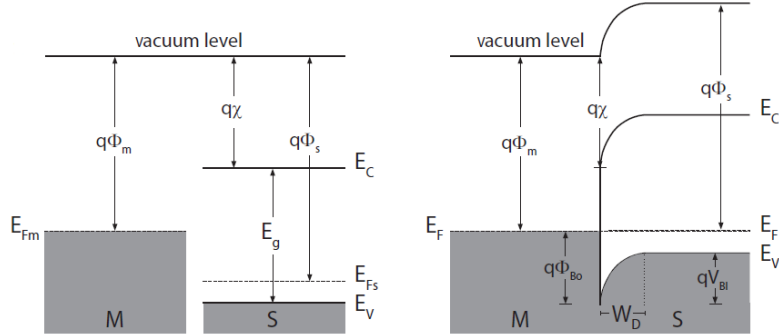 vacuum level
qΦm
qχ
qΦs
EC
EFm
Eg
EFs
EV
M
S
vacuum level
qΦm
qχ
qΦs
EC
EF
EF
EV
qΦBo
qVBI
M
WD
S